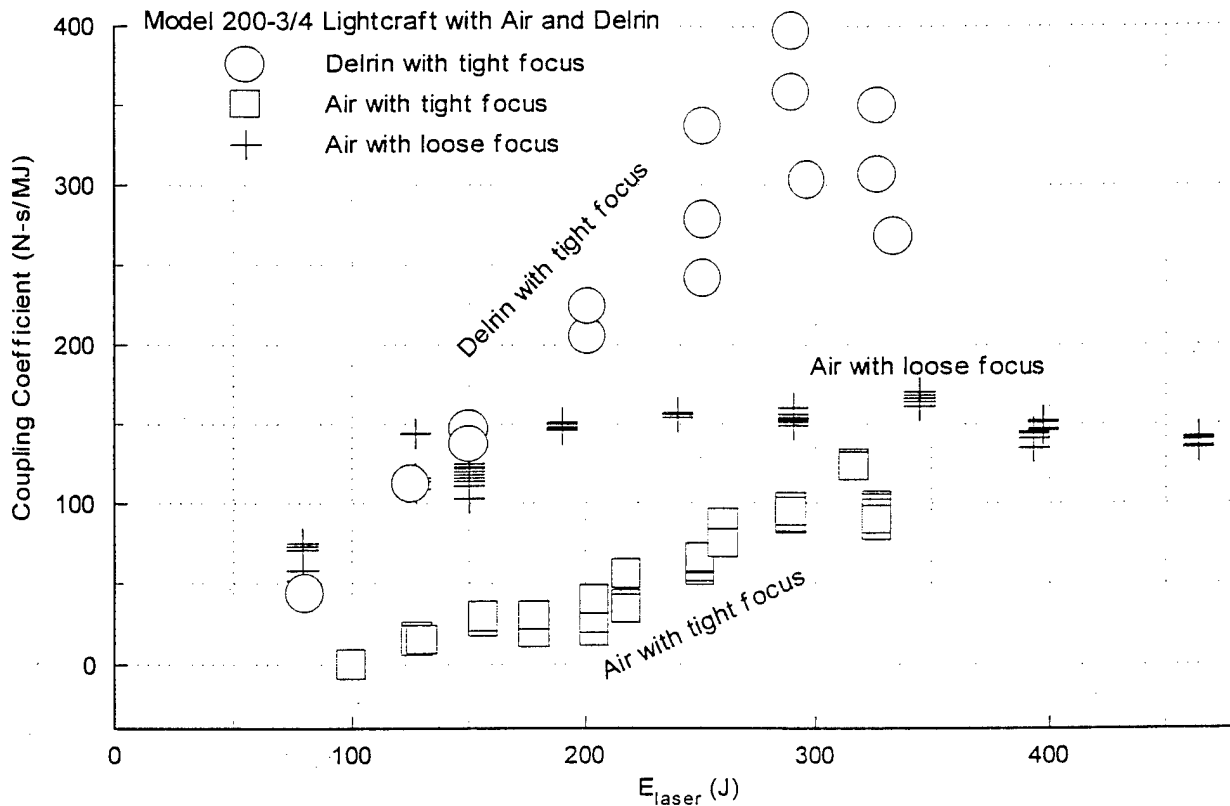 Model 200-3/4 Lightcraft with Air and Delrin
Delrin with tight focus
Air with tight focus
Air with loose focus
400
300
200
100
0
Coupling Coefficient (N-s/MJ)
Delrin with tight focus
Air with loose focus
Air with tight focus
0
100
200
300
400
E_laser (J)